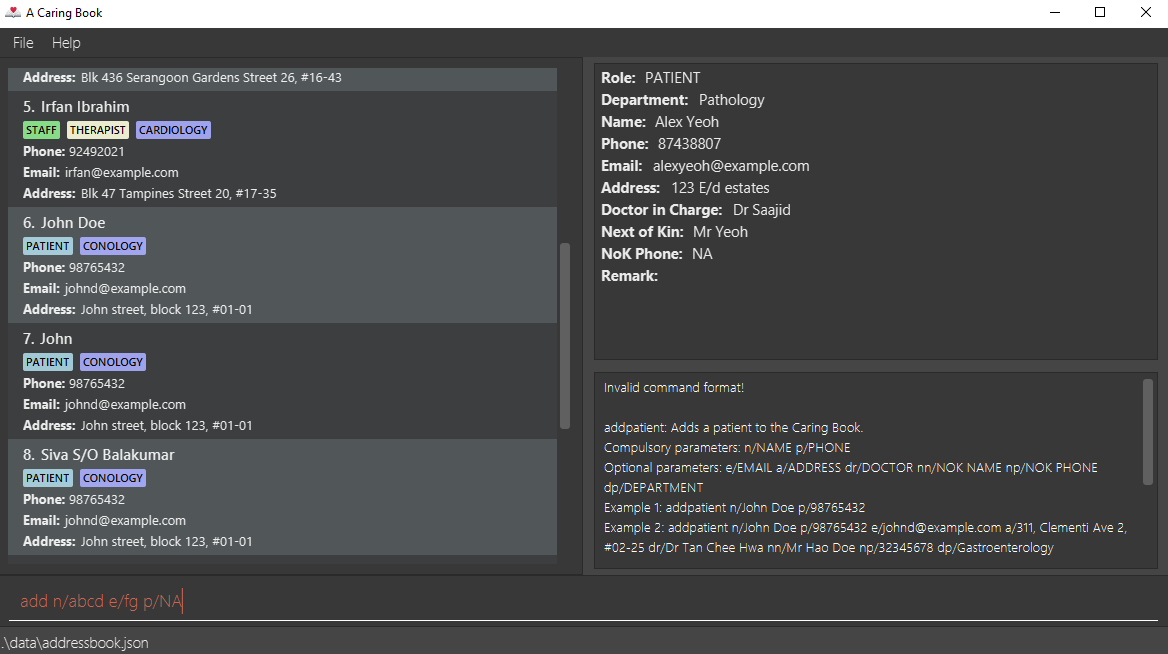 A Caring Book
File Help
Address: Blk 436 Serangoon Gardens Street 26, #16-43
5. Irfan Ibrahim
STAFF THERAPIST CARDIOLOGY
Phone: 92492021
Email: irfan@example.com
Address: Blk 47 Tampines Street 20, #17-35
6. John Doe
PATIENT CONOLOGY
Phone: 98765432
Email: johnd@example.com
Address: John street, block 123, #01-01
7. John
PATIENT CONOLOGY
Phone: 98765432
Email: johnd@example.com
Address: John street, block 123, #01-01
8. Siva S/O Balakumar
PATIENT CONOLOGY
Phone: 98765432
Email: johnd@example.com
Address: John street, block 123, #01-01
Role: PATIENT
Department: Pathology
Name: Alex Yeoh
Phone: 87438807
Email: alexyeoh@example.com
Address: 123 E/d estates
Doctor in Charge: Dr Saajid
Next of Kin: Mr Yeoh
NoK Phone: NA
Remark:
Invalid command format!
addpatient: Adds a patient to the Caring Book.
Compulsory parameters: n/NAME p/PHONE
Optional parameters: e/EMAIL a/ADDRESS dr/DOCTOR nn/NOK NAME np/NOK PHONE
dp/DEPARTMENT
Example 1: addpatient n/John Doe p/98765432
Example 2: addpatient n/John Doe p/98765432 e/johnd@example.com a/311, Clementi Ave 2,
#02-25 dr/Dr Tan Chee Hwa nn/Mr Hao Doe np/32345678 dp/Gastroenterology
add n/abcd e/fg p/NA
.\data\addressbook.json